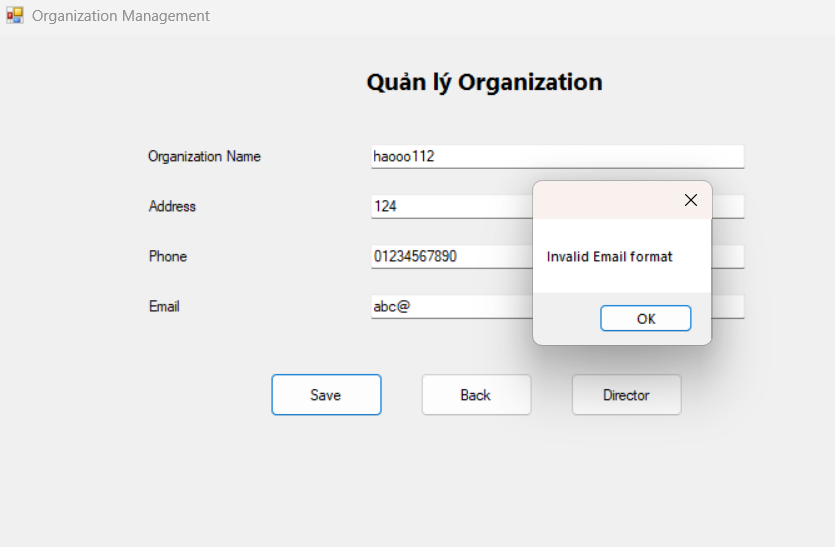 Organization Management
Quản lý Organization
Organization Name
haooo112
Address
124
Phone
01234567890
Email
abc@
Invalid Email format
OK
Save
Back
Director